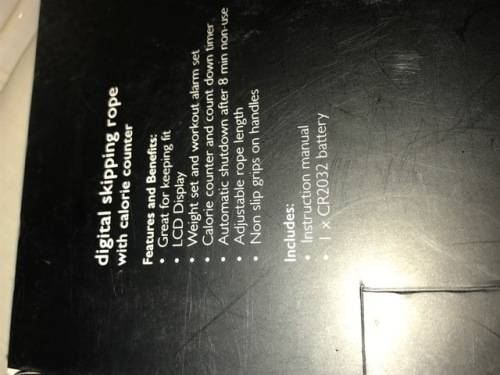 digital skipping rope
with calorie counter
Features and Benefits:
• Great for keeping fit
• LCD Display
• Weight set and workout alarm set
• Calorie counter and count down timer
• Automatic shutdown after 8 min non-use
• Adjustable rope length
• Non slip grips on handles
Includes:
• Instruction manual
• 1 x CR2032 battery